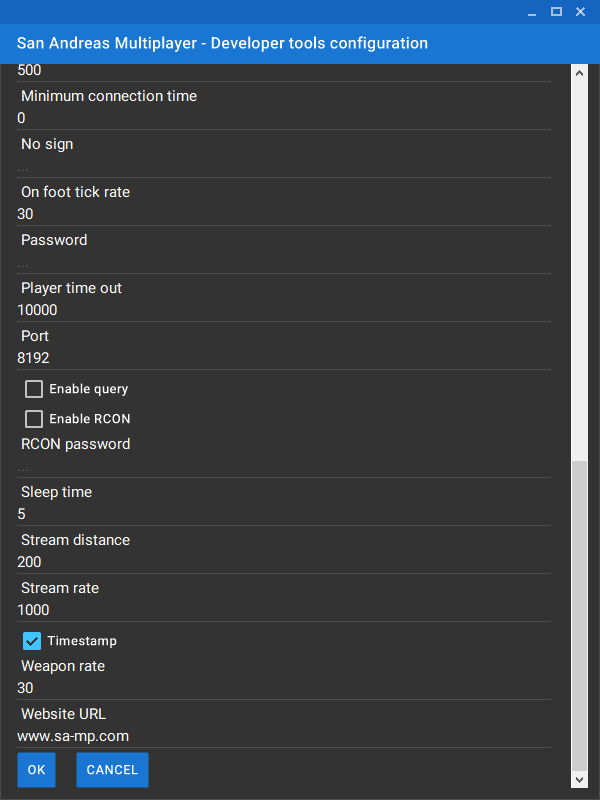 San Andreas Multiplayer - Developer tools configuration
500
Minimum connection time
0
No sign
...
On foot tick rate
30
Password
...
Player time out
10000
Port
8192
Enable query
Enable RCON
RCON password
...
Sleep time
5
Stream distance
200
Stream rate
1000
Timestamp
Weapon rate
30
Website URL
www.sa-mp.com
OK CANCEL